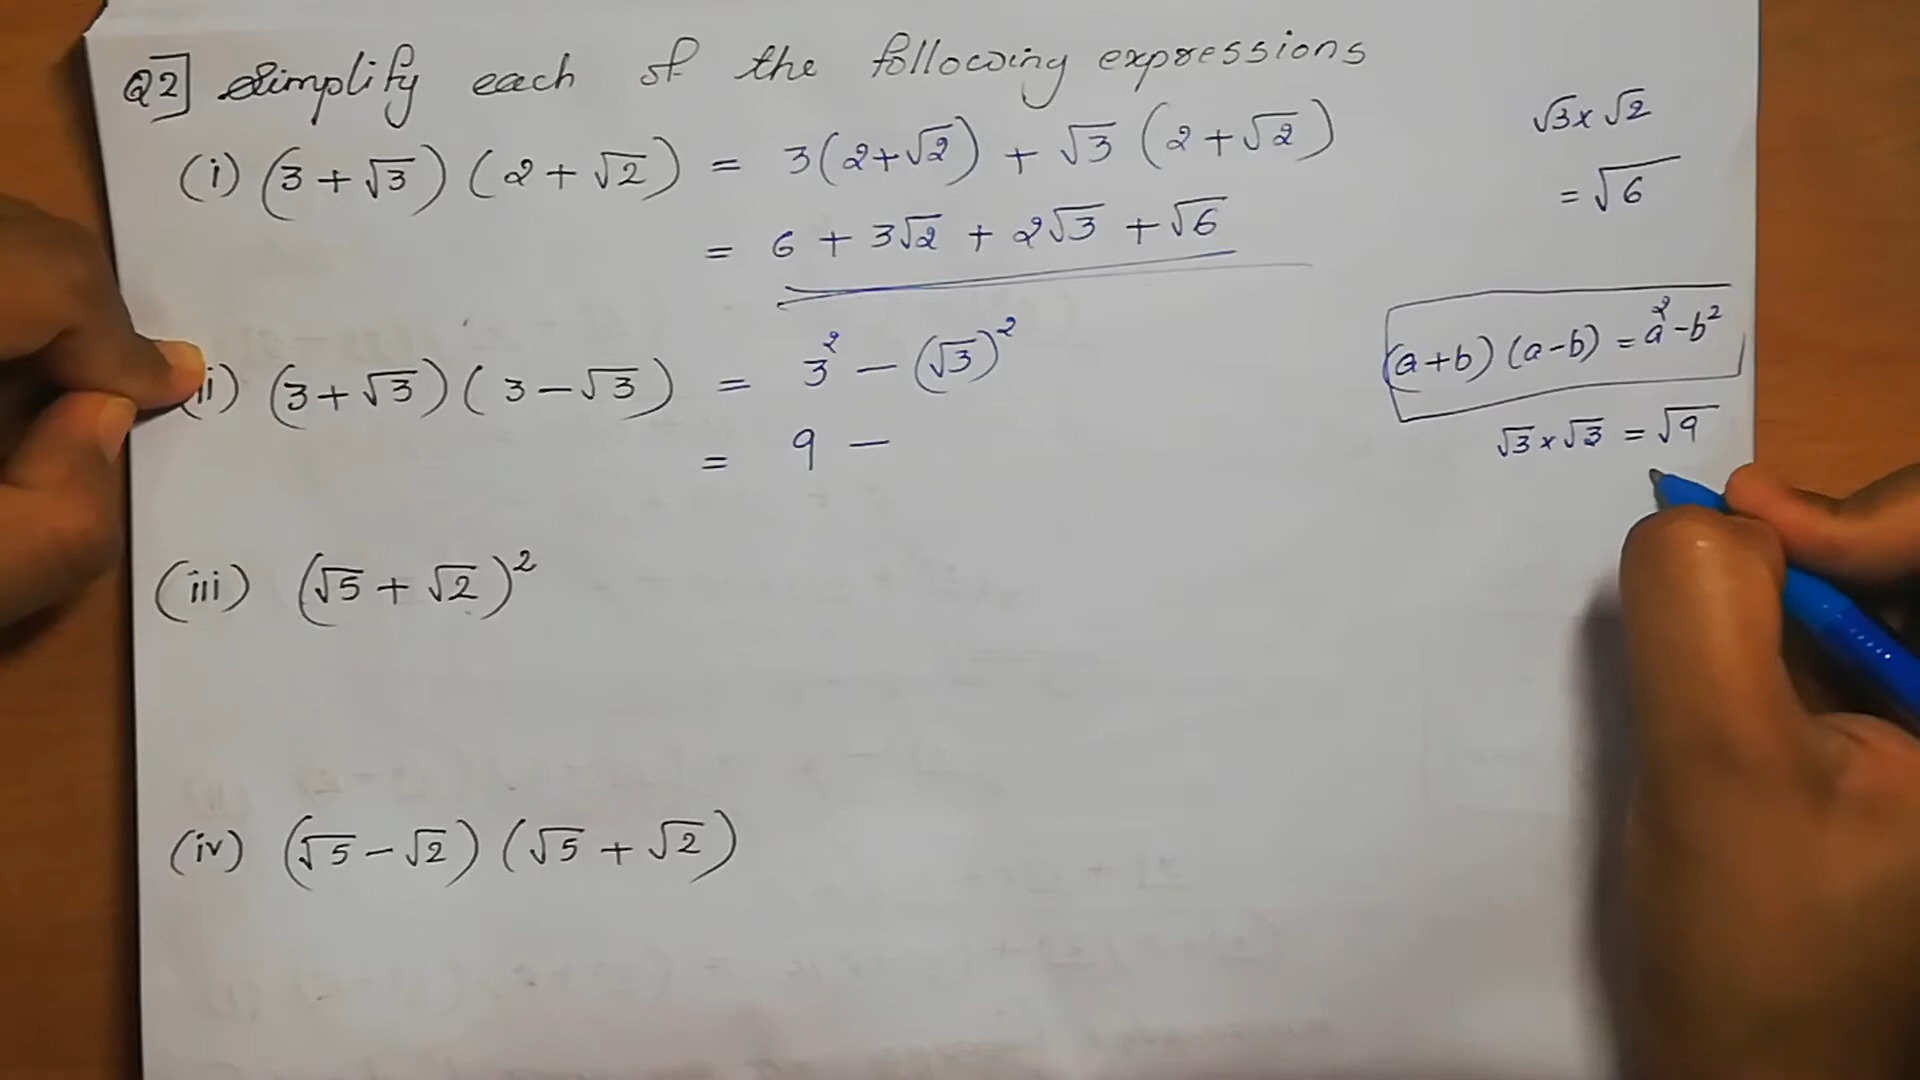 Q2] Simplify each of the following expressions
(i) (3 + √3) (2 + √2) = 3(2+√2) + √3 (2 + √2)
= 6 + 3√2 + 2√3 + √6
√3 x √2
= √6
(ii) (3 + √3) (3 - √3) = 3² - (√3)²
= 9 -
(a+b) (a-b) = a² - b²
√3 x √3 = √9
(iii) (√5 + √2)²
(iv) (√5 - √2) (√5 + √2)